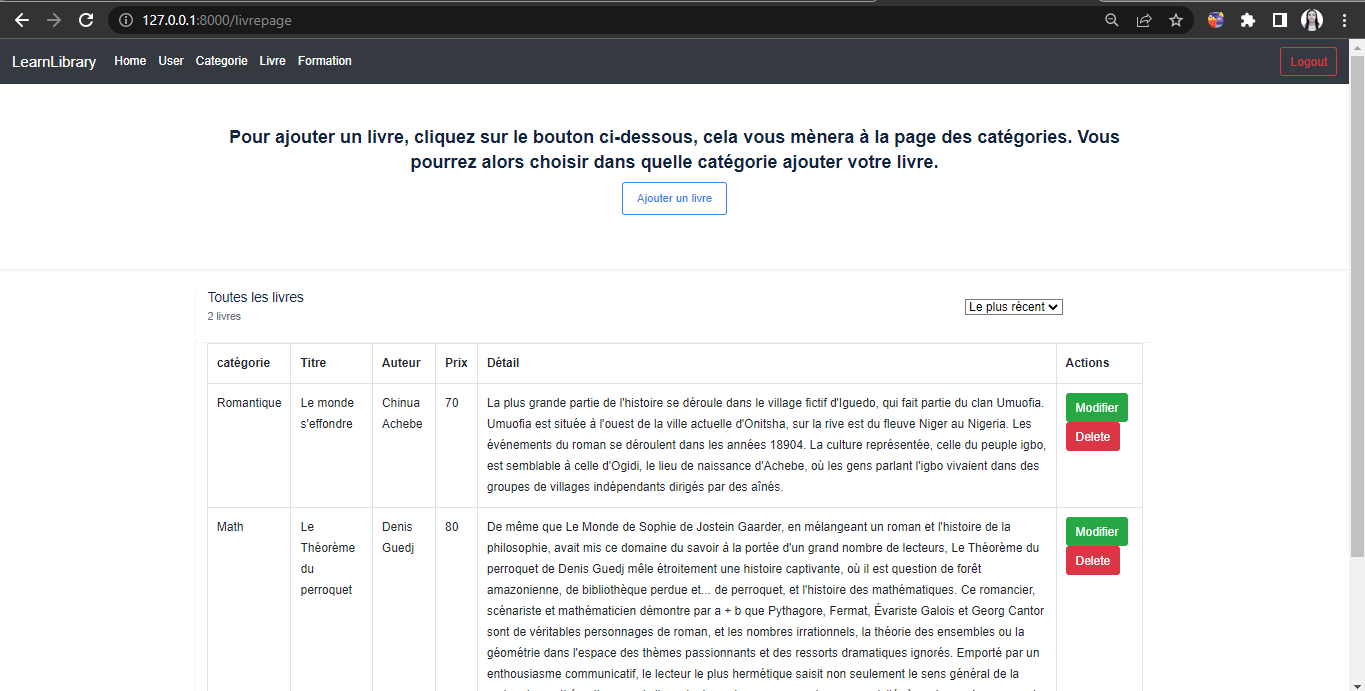 127.0.0.1:8000/livrepage
LearnLibrary Home User Categorie Livre Formation Logout
Pour ajouter un livre, cliquez sur le bouton ci-dessous, cela vous mènera à la page des catégories. Vous
pourrez alors choisir dans quelle catégorie ajouter votre livre.
Ajouter un livre
Toutes les livres
2 livres
Le plus récent
catégorie Titre Auteur Prix Détail Actions
Romantique
Le monde
s'effondre
Chinua
Achebe
70
La plus grande partie de l'histoire se déroule dans le village fictif d'Iguedo, qui fait partie du clan Umuofia.
Umuofia est située à l'ouest de la ville actuelle d'Onitsha, sur la rive est du fleuve Niger au Nigeria. Les
événements du roman se déroulent dans les années 18904. La culture représentée, celle du peuple igbo,
est semblable à celle d'Ogidi, le lieu de naissance d'Achebe, où les gens parlant l'igbo vivaient dans des
groupes de villages indépendants dirigés par des aînés.
Modifier
Delete
Math
Le
Théorème
du
perroquet
Denis
Guedj
80
De même que Le Monde de Sophie de Jostein Gaarder, en mélangeant un roman et l'histoire de la
philosophie, avait mis ce domaine du savoir à la portée d'un grand nombre de lecteurs, Le Théorème du
perroquet de Denis Guedj mêle étroitement une histoire captivante, où il est question de forêt
amazonienne, de bibliothèque perdue et... de perroquet, et l'histoire des mathématiques. Ce romancier,
scénariste et mathématicien démontre par a + b que Pythagore, Fermat, Évariste Galois et Georg Cantor
sont de véritables personnages de roman, et les nombres irrationnels, la théorie des ensembles ou la
géométrie dans l'espace des thèmes passionnants et des ressorts dramatiques ignorés. Emporté par un
enthousiasme communicatif, le lecteur le plus hermétique saisit non seulement le sens général de la
Modifier
Delete